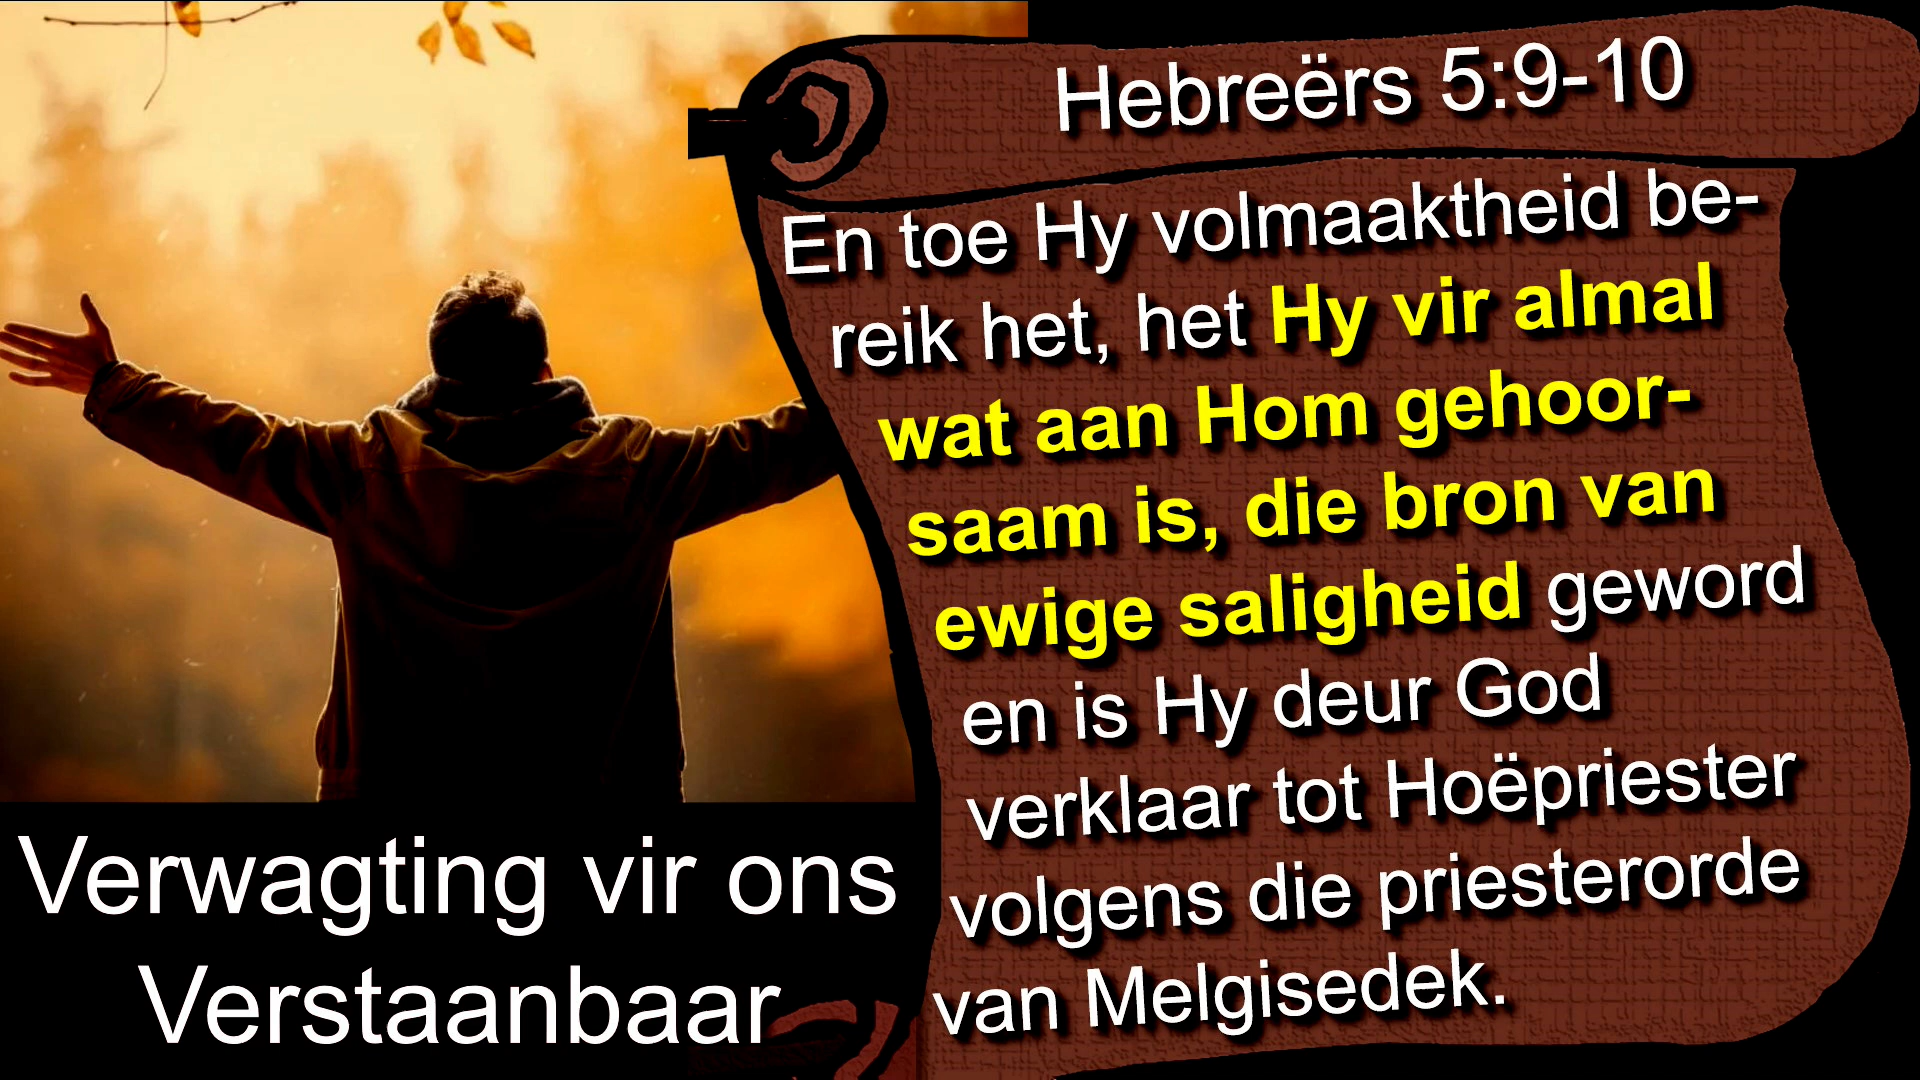 Hebreërs 5:9-10
En toe Hy volmaaktheid be-
reik het, het Hy vir almal
wat aan Hom gehoor-
saam is, die bron van
ewige saligheid geword
en is Hy deur God
verklaar tot Hoëpriester
volgens die priesterorde
van Melgisedek.
Verwagting vir ons
Verstaanbaar